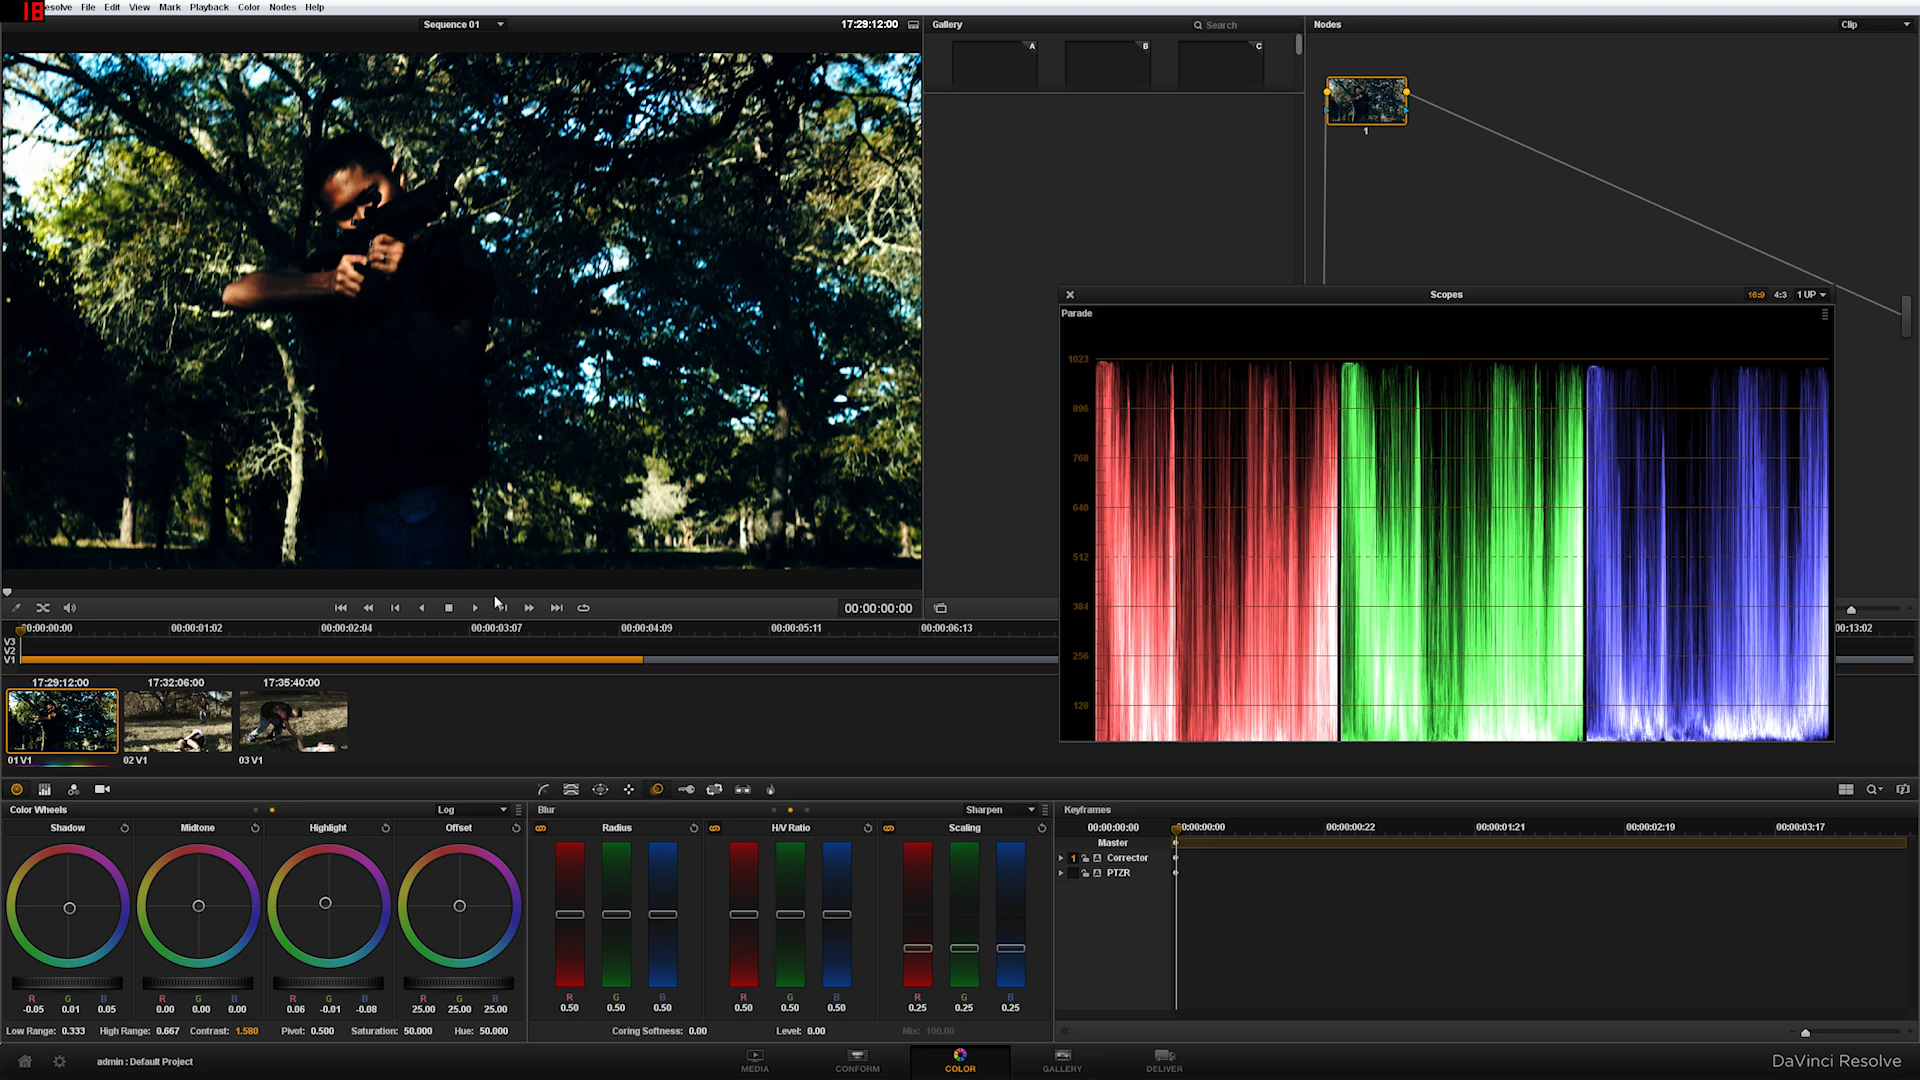 18
esolve File Edit View Mark Playback Color Nodes Help
Sequence 01 17:29:12:00
Gallery Search
Nodes Clip
A B C
1
Scopes 16:9 4:3 1 UP
Parade
1023
896
768
640
512
384
256
128
00:00:00:00
00:00:00:00 00:00:01:02 00:00:02:04 00:00:03:07 00:00:04:09 00:00:05:11 00:00:06:13 00:13:02
V3
V2
V1
17:29:12:00 17:32:06:00 17:35:40:00
01 V1 02 V1 03 V1
Color Wheels Log
Blur Sharpen
Keyframes
Shadow Midtone Highlight Offset
Radius H/V Ratio Scaling
00:00:00:00 00:00:00:00 00:00:00:22 00:00:01:21 00:00:02:19 00:00:03:17
Master
1 A Corrector
A PTZR
R G B R G B R G B R G B
-0.05 0.01 0.05 0.00 0.00 0.00 0.06 -0.01 -0.08 25.00 25.00 25.00
R G B R G B R G B
0.50 0.50 0.50 0.50 0.50 0.50 0.25 0.25 0.25
Low Range: 0.333 High Range: 0.667 Contrast: 1.580 Pivot: 0.500 Saturation: 50.000 Hue: 50.000
Coring Softness: 0.00 Level: 0.00 Mix: 100.00
admin : Default Project
MEDIA CONFORM COLOR GALLERY DELIVER
DaVinci Resolve